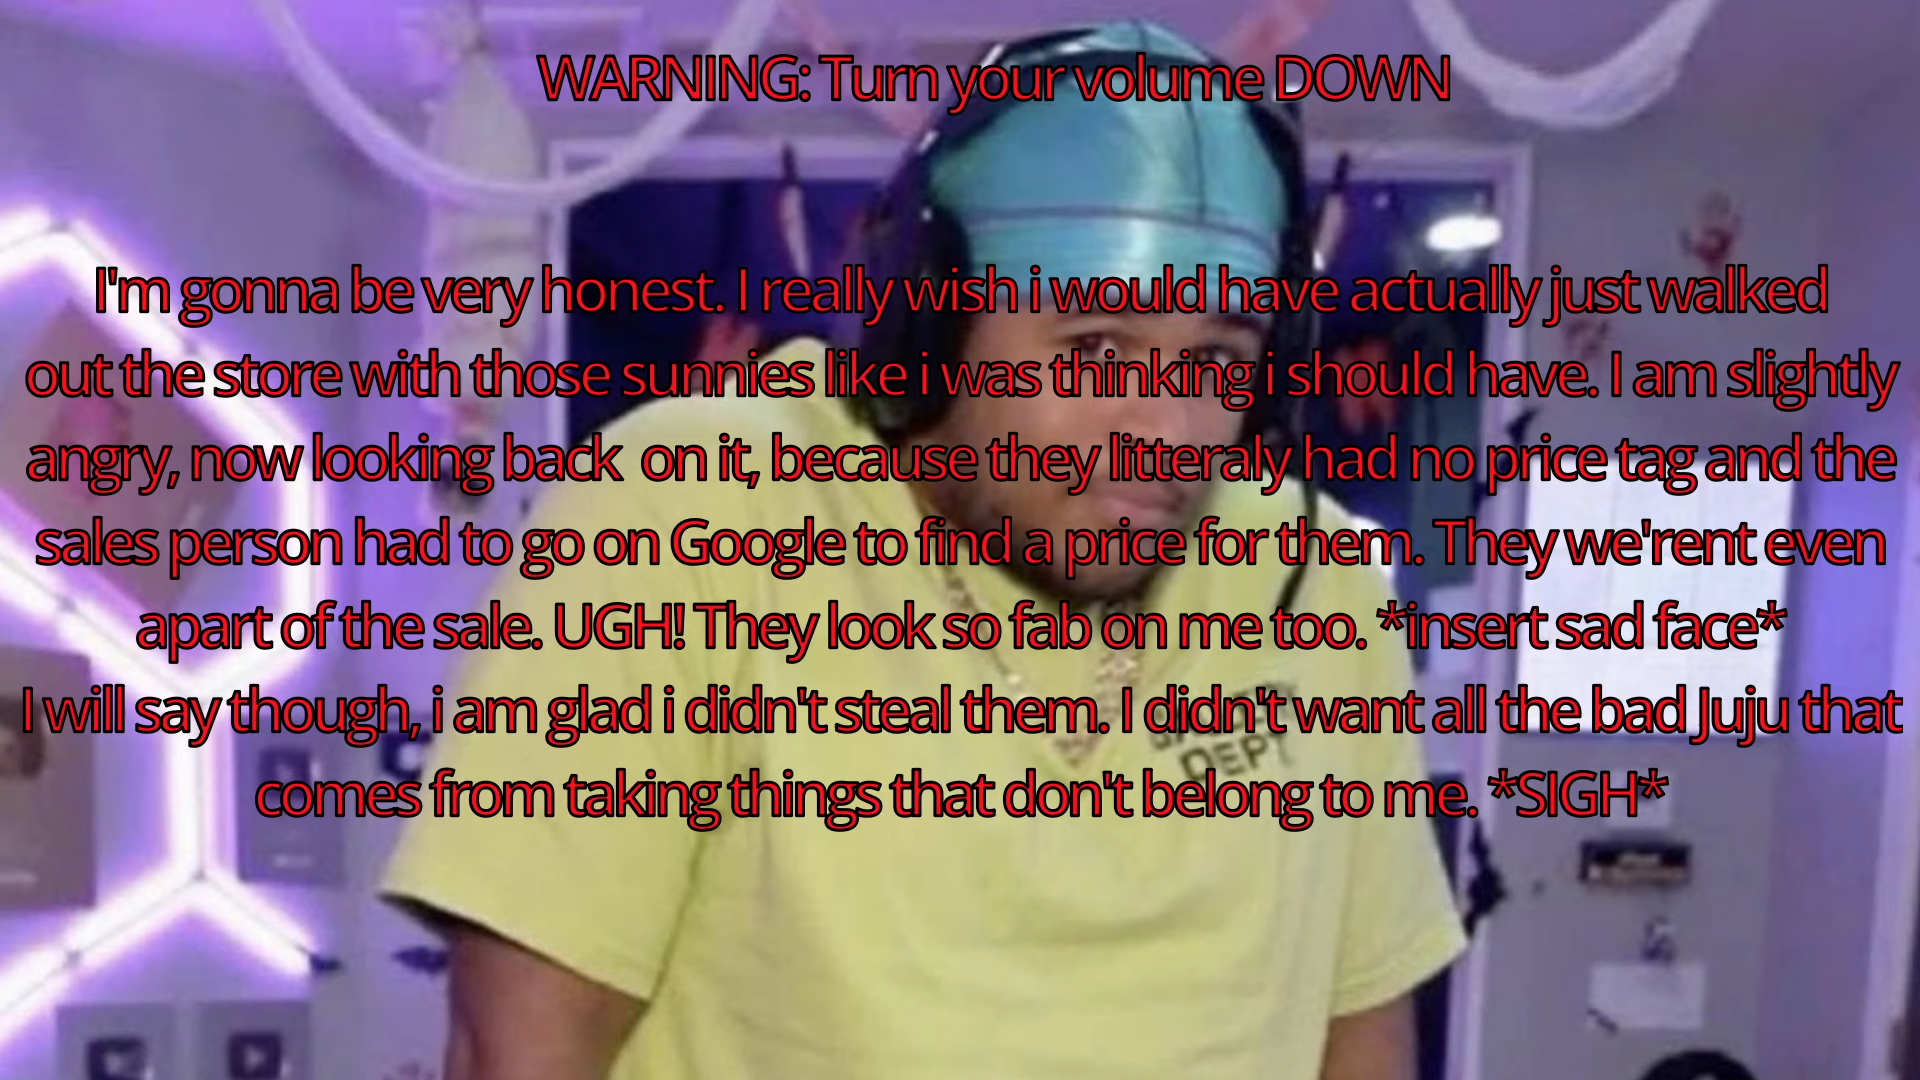 WARNING: Turn your volume DOWN
I'm gonna be very honest. I really wish i would have actually just walked
out the store with those sunnies like i was thinking i should have. I am slightly
angry, now looking back on it, because they litteraly had no price tag and the
sales person had to go on Google to find a price for them. They we'rent even
apart of the sale. UGH! They look so fab on me too. *insert sad face*
I will say though, i am glad i didn't steal them. I didn't want all the bad Juju that
DEPT
comes from taking things that don't belong to me. *SIGH*